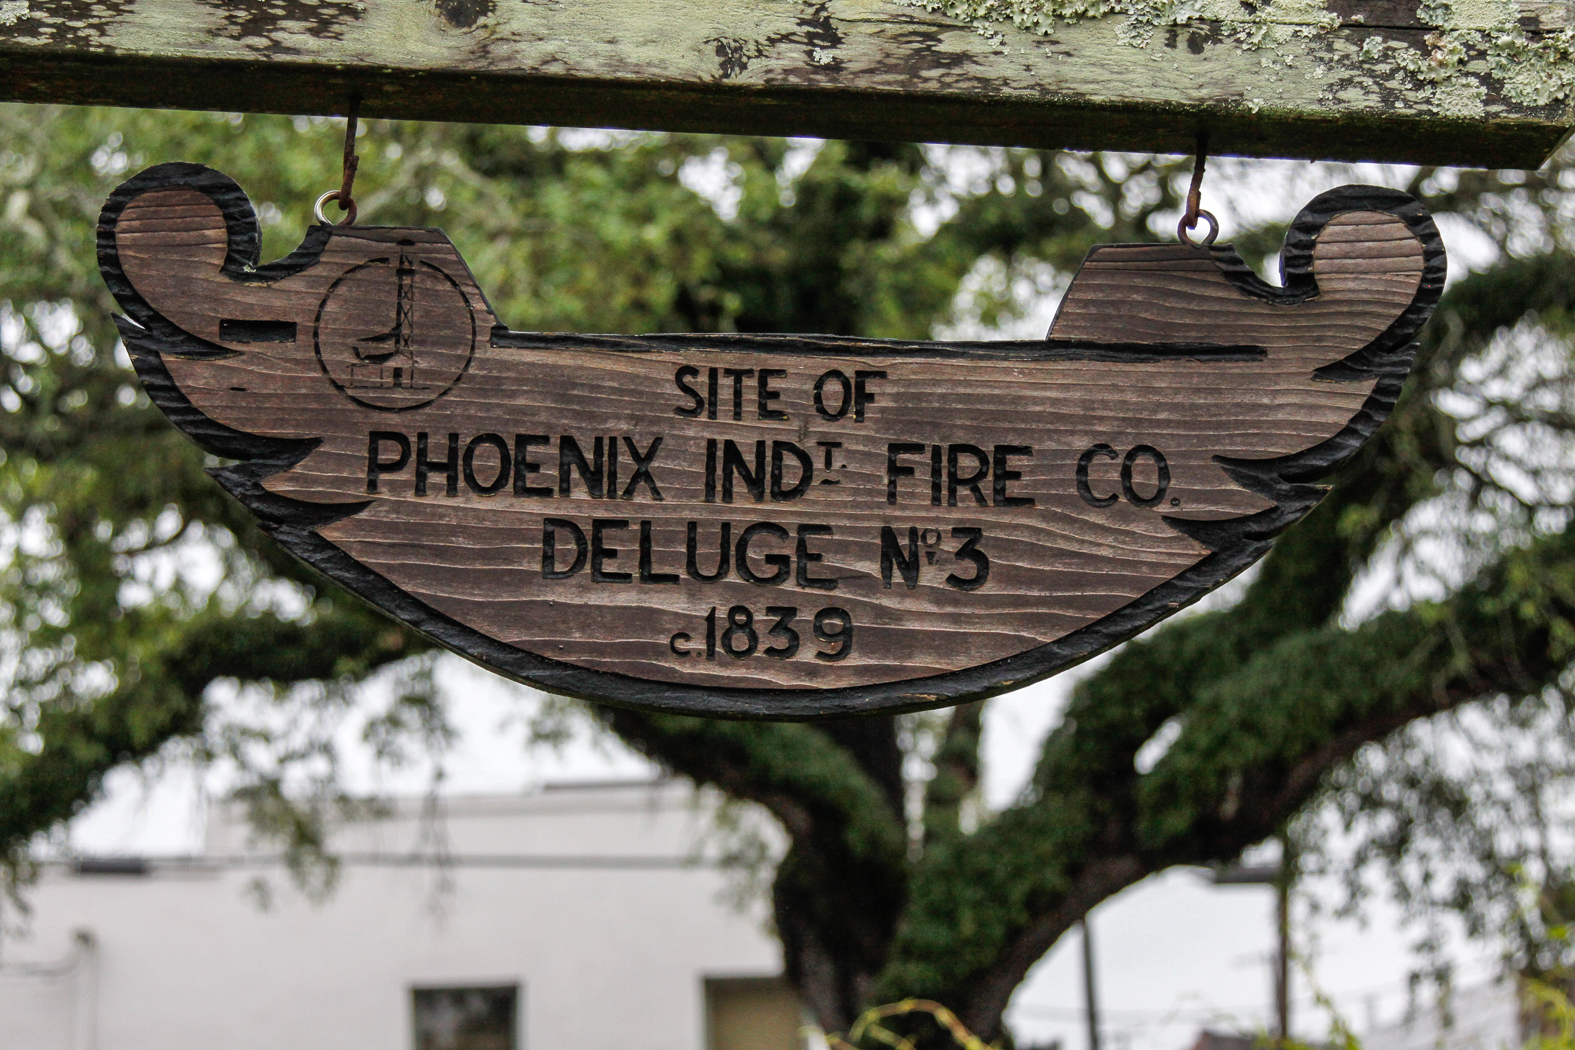 SITE OF
PHOENIX INDT. FIRE CO.
DELUGE No. 3
c.1839